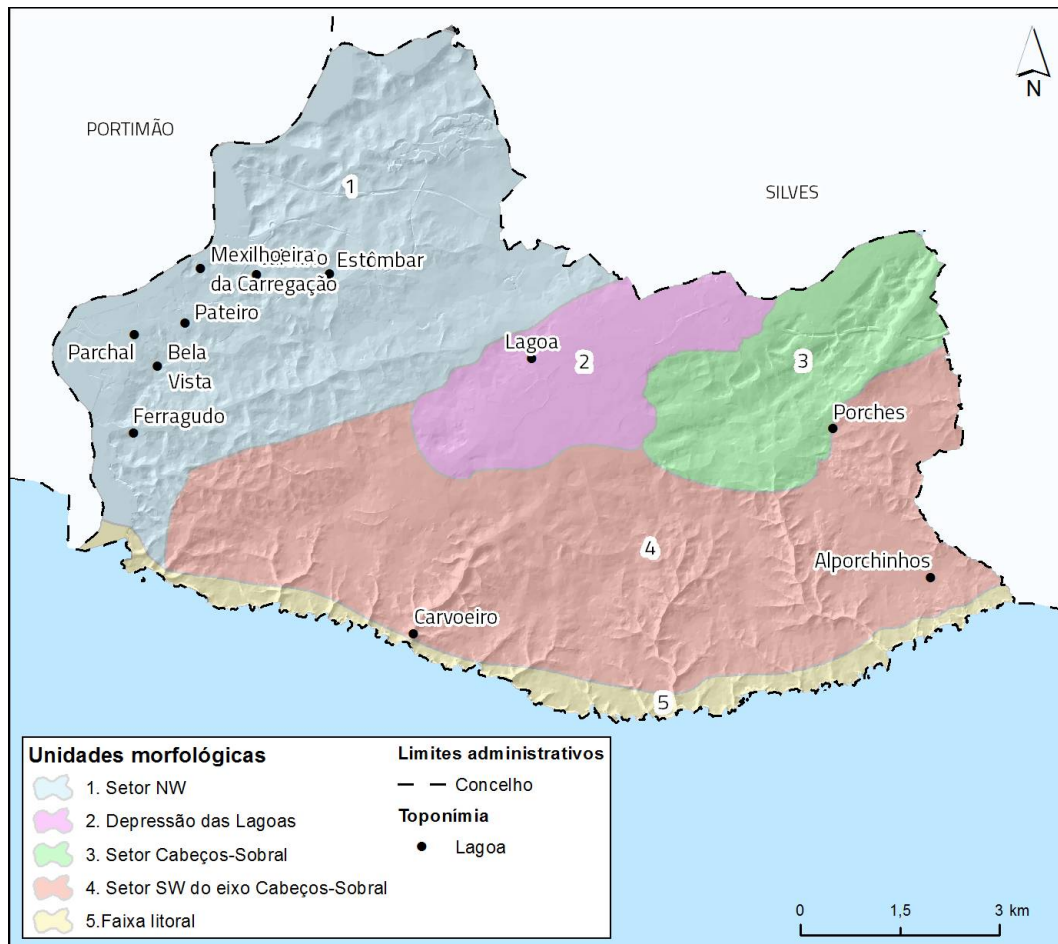 N
PORTIMÃO
SILVES
1
Mexilhoeira
da Carregação
Estômbar
Pateiro
Parchal
Bela
Vista
Lagoa
2
3
Ferragudo
Porches
4
Alporchinhos
Carvoeiro
5
Unidades morfológicas
1. Setor NW
2. Depressão das Lagoas
3. Setor Cabeços-Sobral
4. Setor SW do eixo Cabeços-Sobral
5.Faixa litoral
Limites administrativos
Concelho
Toponímia
Lagoa
0 1,5 3 km